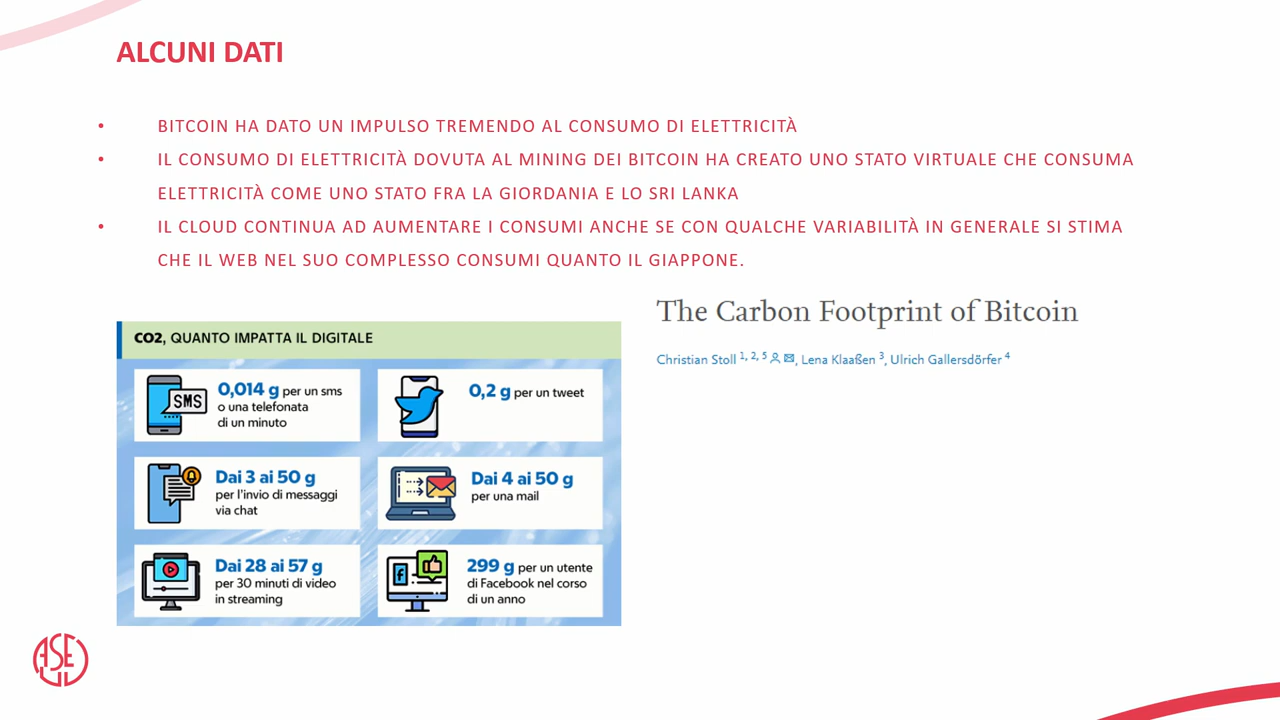 ALCUNI DATI
• BITCOIN HA DATO UN IMPULSO TREMENDO AL CONSUMO DI ELETTRICITÀ
• IL CONSUMO DI ELETTRICITÀ DOVUTA AL MINING DEI BITCOIN HA CREATO UNO STATO VIRTUALE CHE CONSUMA
ELETTRICITÀ COME UNO STATO FRA LA GIORDANIA E LO SRI LANKA
• IL CLOUD CONTINUA AD AUMENTARE I CONSUMI ANCHE SE CON QUALCHE VARIABILITÀ IN GENERALE SI STIMA
CHE IL WEB NEL SUO COMPLESSO CONSUMI QUANTO IL GIAPPONE.
CO2, QUANTO IMPATTA IL DIGITALE
SMS
0,014 g per un sms
o una telefonata
di un minuto
0,2 g per un tweet
Dai 3 ai 50 g
per l'invio di messaggi
via chat
Dai 4 ai 50 g
per una mail
Dai 28 ai 57 g
per 30 minuti di video
in streaming
f
299 g per un utente
di Facebook nel corso
di un anno
The Carbon Footprint of Bitcoin
Christian Stoll 1, 2, 5, Lena Klaaßen 3, Ulrich Gallersdörfer 4